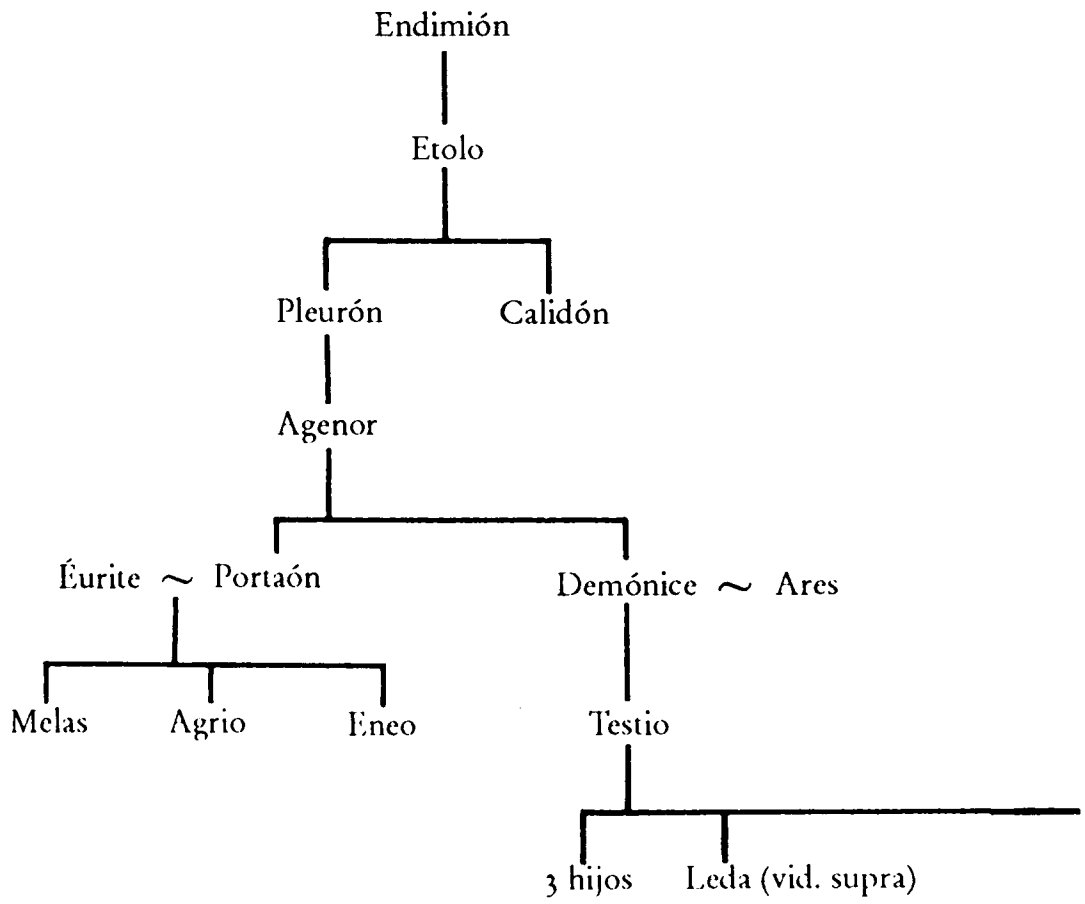 Endimión
Etolo
Pleurón Calidón
Agenor
Éurite ~ Portaón Demónice ~ Ares
Melas Agrio Eneo Testio
3 hijos Leda (vid. supra)